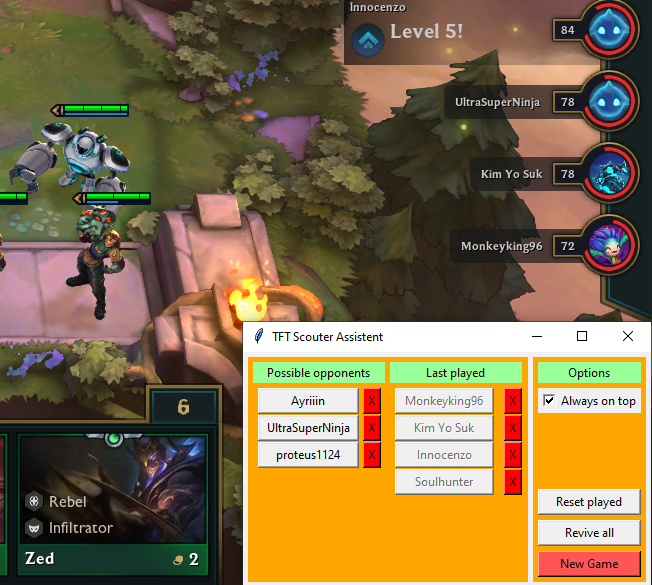 Innocenzo
Level 5!
84
UltraSuperNinja 78
Kim Yo Suk 78
Monkeyking96 72
TFT Scouter Assistent
Possible opponents Last played Options
Ayriiin X Monkeyking96 X Always on top
UltraSuperNinja X Kim Yo Suk X
proteus1124 X Innocenzo X
Soulhunter X
Reset played
Revive all
New Game
6
Rebel
Infiltrator
Zed 2